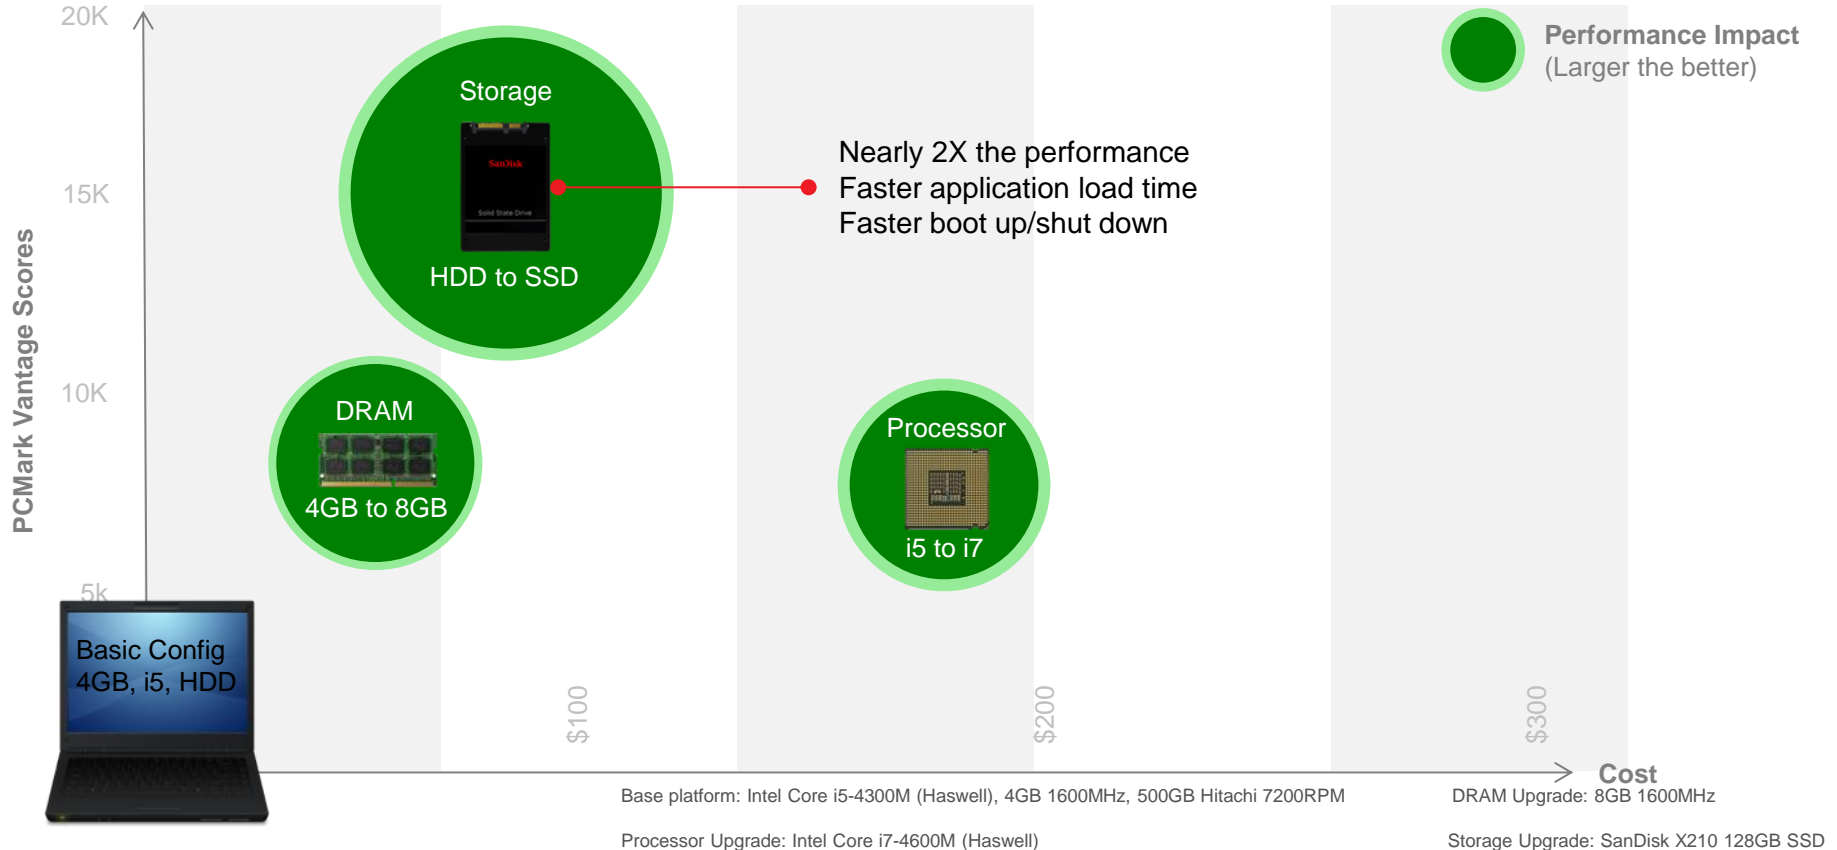 20K
Performance Impact
(Larger the better)
Storage
SanDisk
Solid State Drive
HDD to SSD
Nearly 2X the performance
Faster application load time
Faster boot up/shut down
15K
PCMark Vantage Scores
10K
DRAM
4GB to 8GB
Processor
i5 to i7
5k
Basic Config
4GB, i5, HDD
$100
$200
$300
Cost
Base platform: Intel Core i5-4300M (Haswell), 4GB 1600MHz, 500GB Hitachi 7200RPM
DRAM Upgrade: 8GB 1600MHz
Processor Upgrade: Intel Core i7-4600M (Haswell)
Storage Upgrade: SanDisk X210 128GB SSD